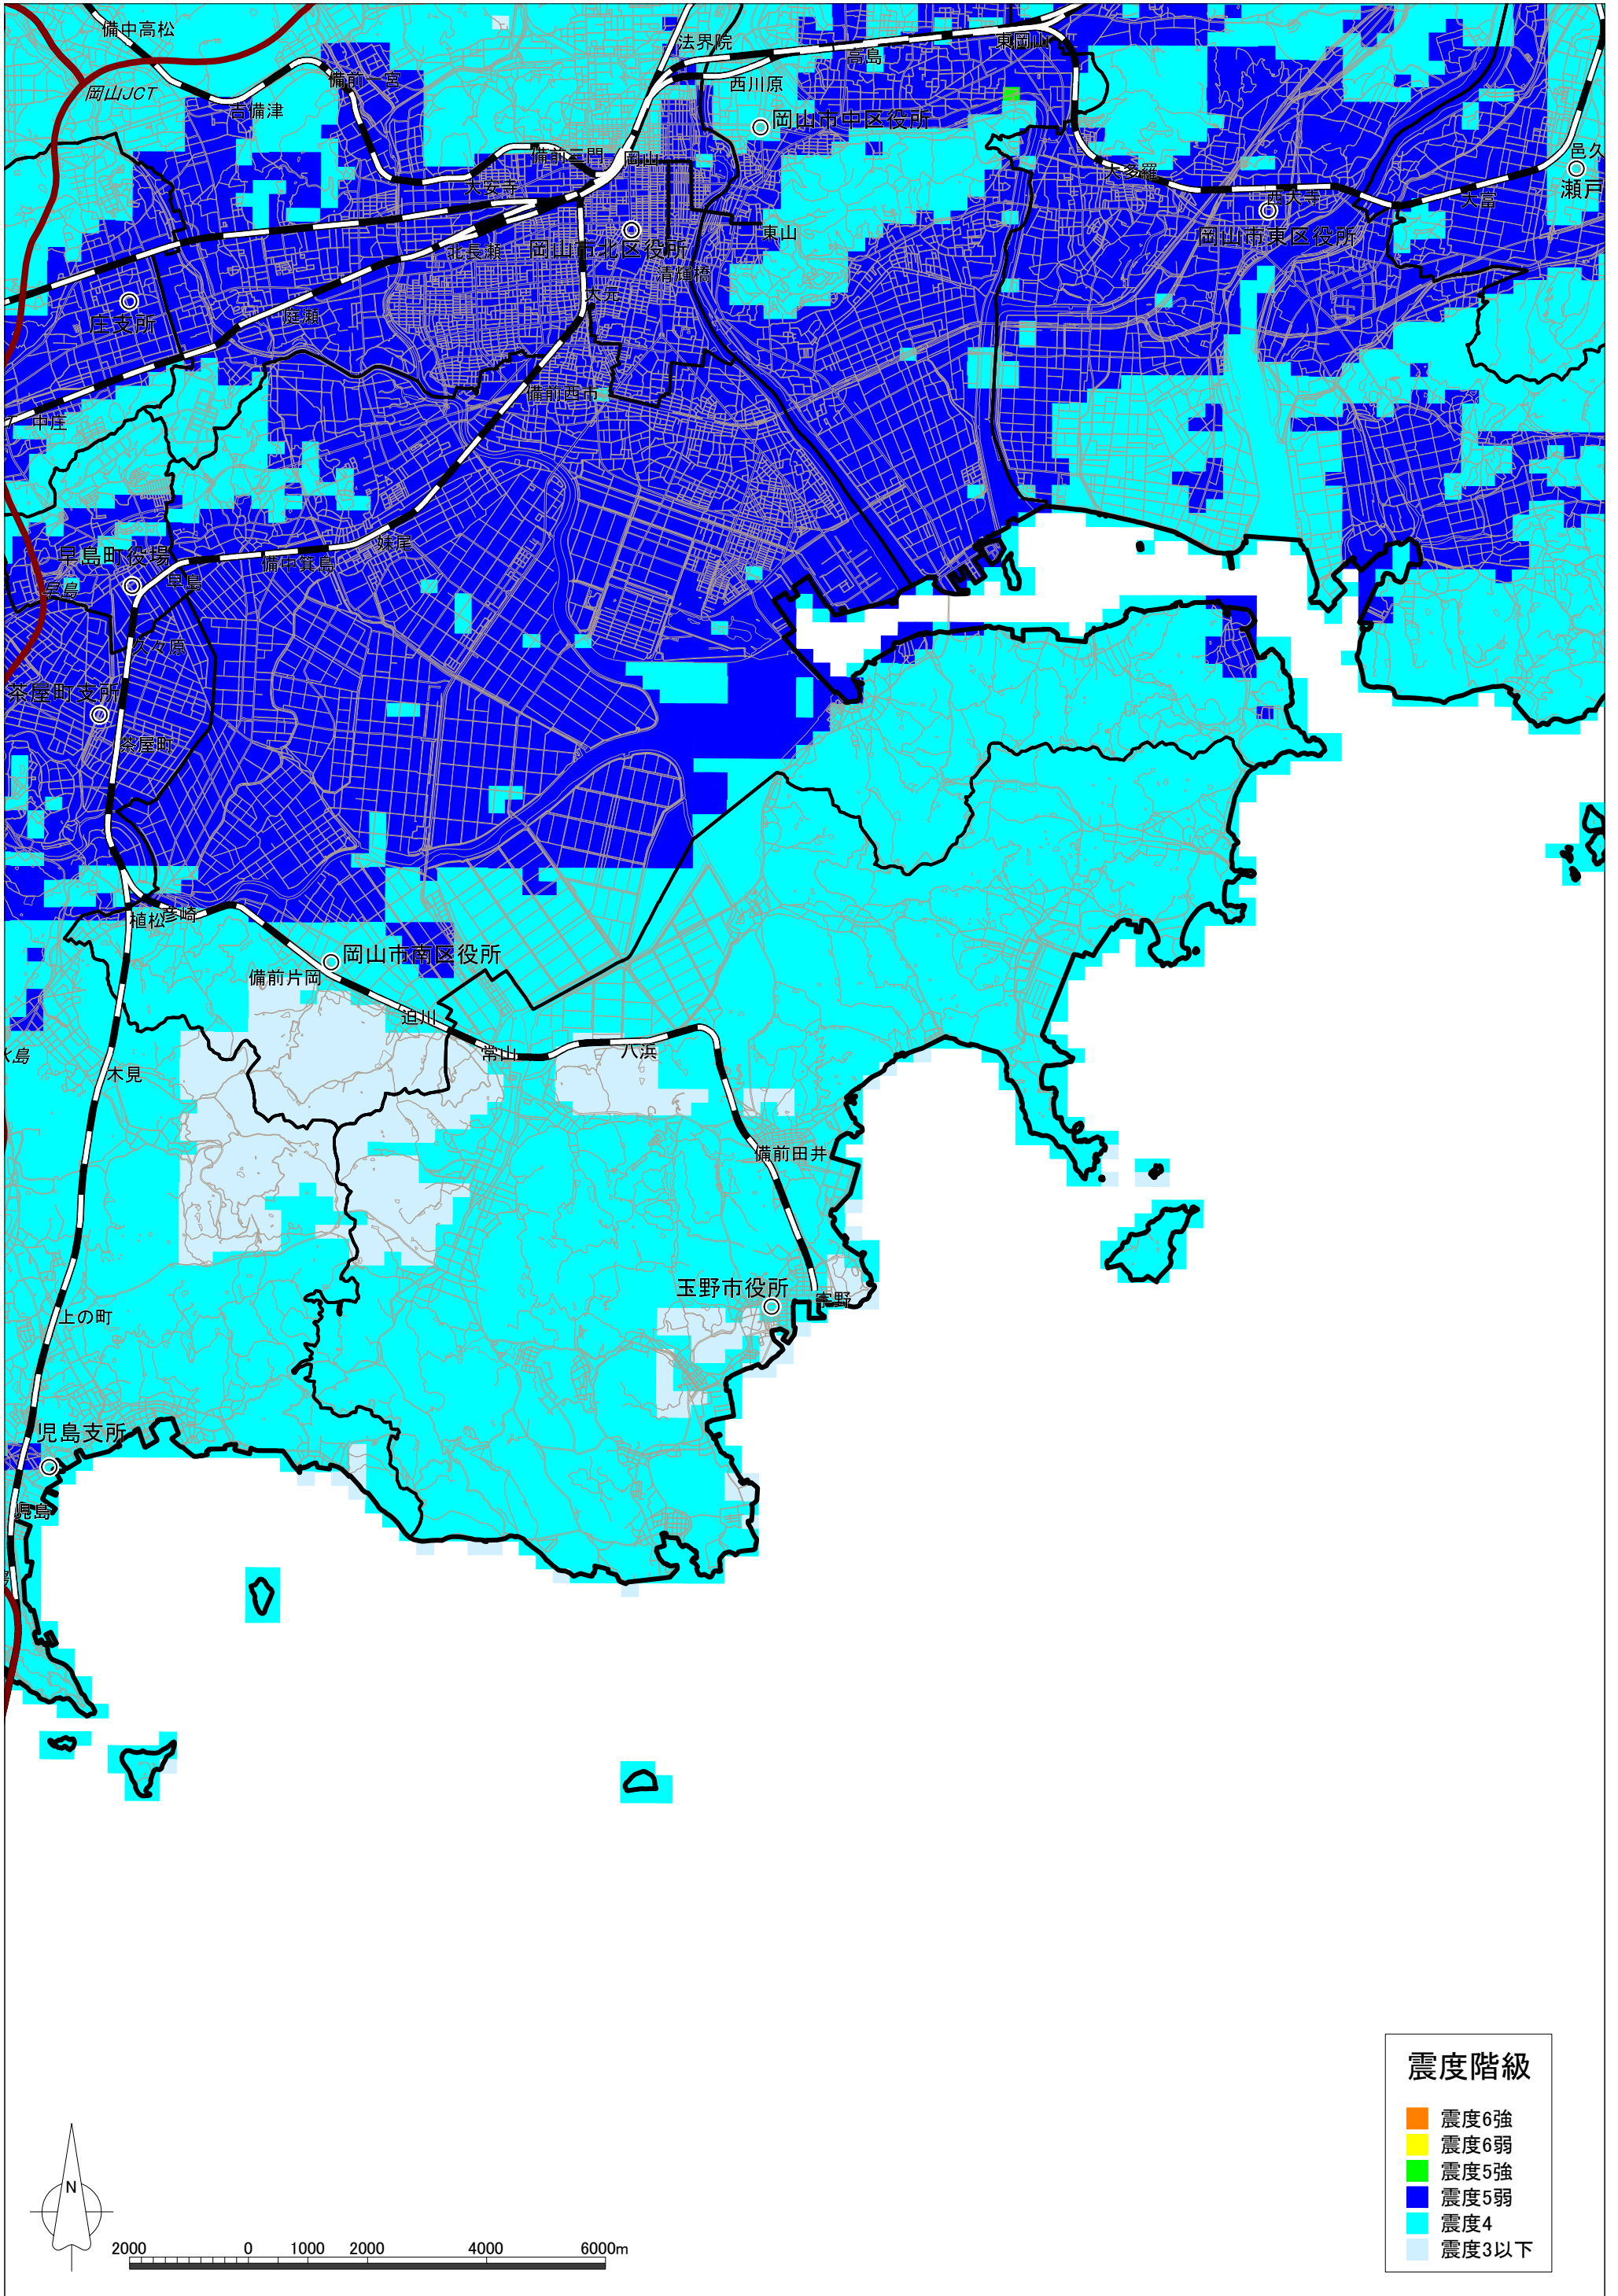 備中高松
法界院
東岡山
高島
備前一宮
西川原
岡山JCT
吉備津
岡山市中区役所
備前三門
岡山
邑久
大安寺
大多羅
瀬戸
西大寺
大富
東山
岡山市東区役所
北長瀬
岡山市北区役所
清輝橋
大元
庄支所
庭瀬
備前西市
中庄
妹尾
早島町役場
備中箕島
早島
早島
久々原
茶屋町支所
茶屋町
植松
彦崎
岡山市南区役所
備前片岡
迫川
常山
八浜
水島
木見
備前田井
玉野市役所
宇野
上の町
児島支所
児島
震度階級
震度6強
震度6弱
震度5強
震度5弱
震度4
震度3以下
N
2000 0 1000 2000 4000 6000m